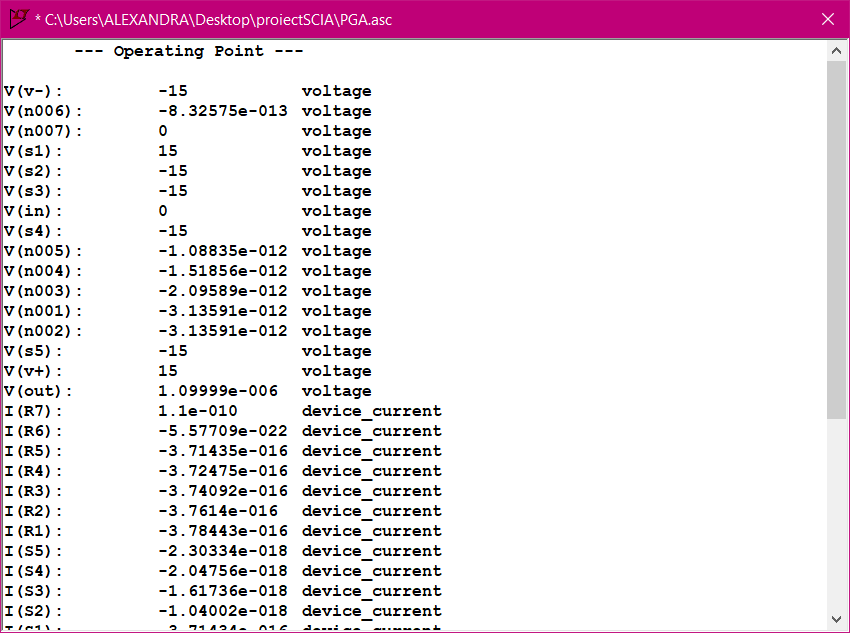 * C:\Users\ALEXANDRA\Desktop\proiectSCIA\PGA.asc
--- Operating Point ---
V(v-): -15 voltage
V(n006): -8.32575e-013 voltage
V(n007): 0 voltage
V(s1): 15 voltage
V(s2): -15 voltage
V(s3): -15 voltage
V(in): 0 voltage
V(s4): -15 voltage
V(n005): -1.08835e-012 voltage
V(n004): -1.51856e-012 voltage
V(n003): -2.09589e-012 voltage
V(n001): -3.13591e-012 voltage
V(n002): -3.13591e-012 voltage
V(s5): -15 voltage
V(v+): 15 voltage
V(out): 1.09999e-006 voltage
I(R7): 1.1e-010 device_current
I(R6): -5.57709e-022 device_current
I(R5): -3.71435e-016 device_current
I(R4): -3.72475e-016 device_current
I(R3): -3.74092e-016 device_current
I(R2): -3.7614e-016 device_current
I(R1): -3.78443e-016 device_current
I(S5): -2.30334e-018 device_current
I(S4): -2.04756e-018 device_current
I(S3): -1.61736e-018 device_current
I(S2): -1.04002e-018 device_current
I(S1): -3.71434e-016 device_current